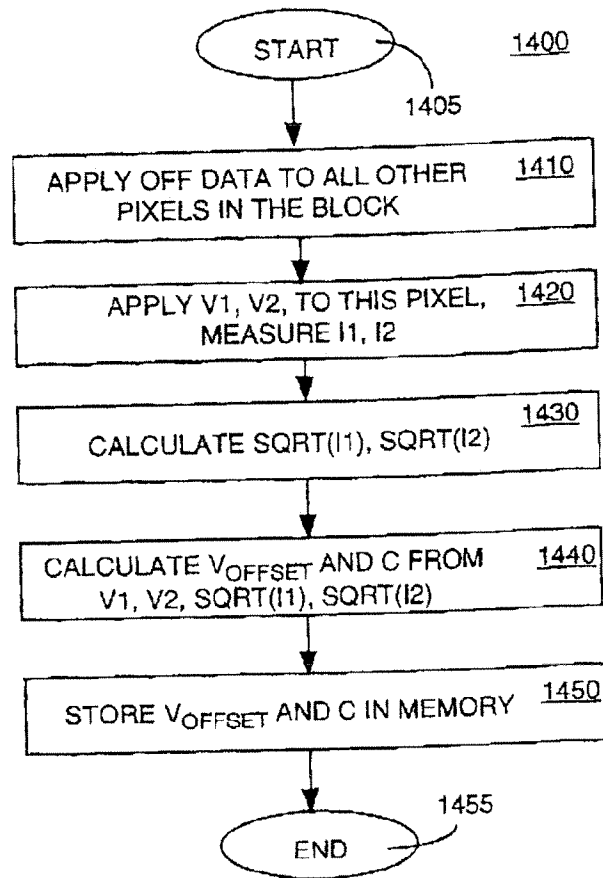 START
1400
1405
APPLY OFF DATA TO ALL OTHER
PIXELS IN THE BLOCK
1410
APPLY V1, V2, TO THIS PIXEL,
MEASURE I1, I2
1420
1430
CALCULATE SQRT(I1), SQRT(I2)
CALCULATE VOFFSET AND C FROM
V1, V2, SQRT(I1), SQRT(I2)
1440
STORE VOFFSET AND C IN MEMORY
1450
1455
END